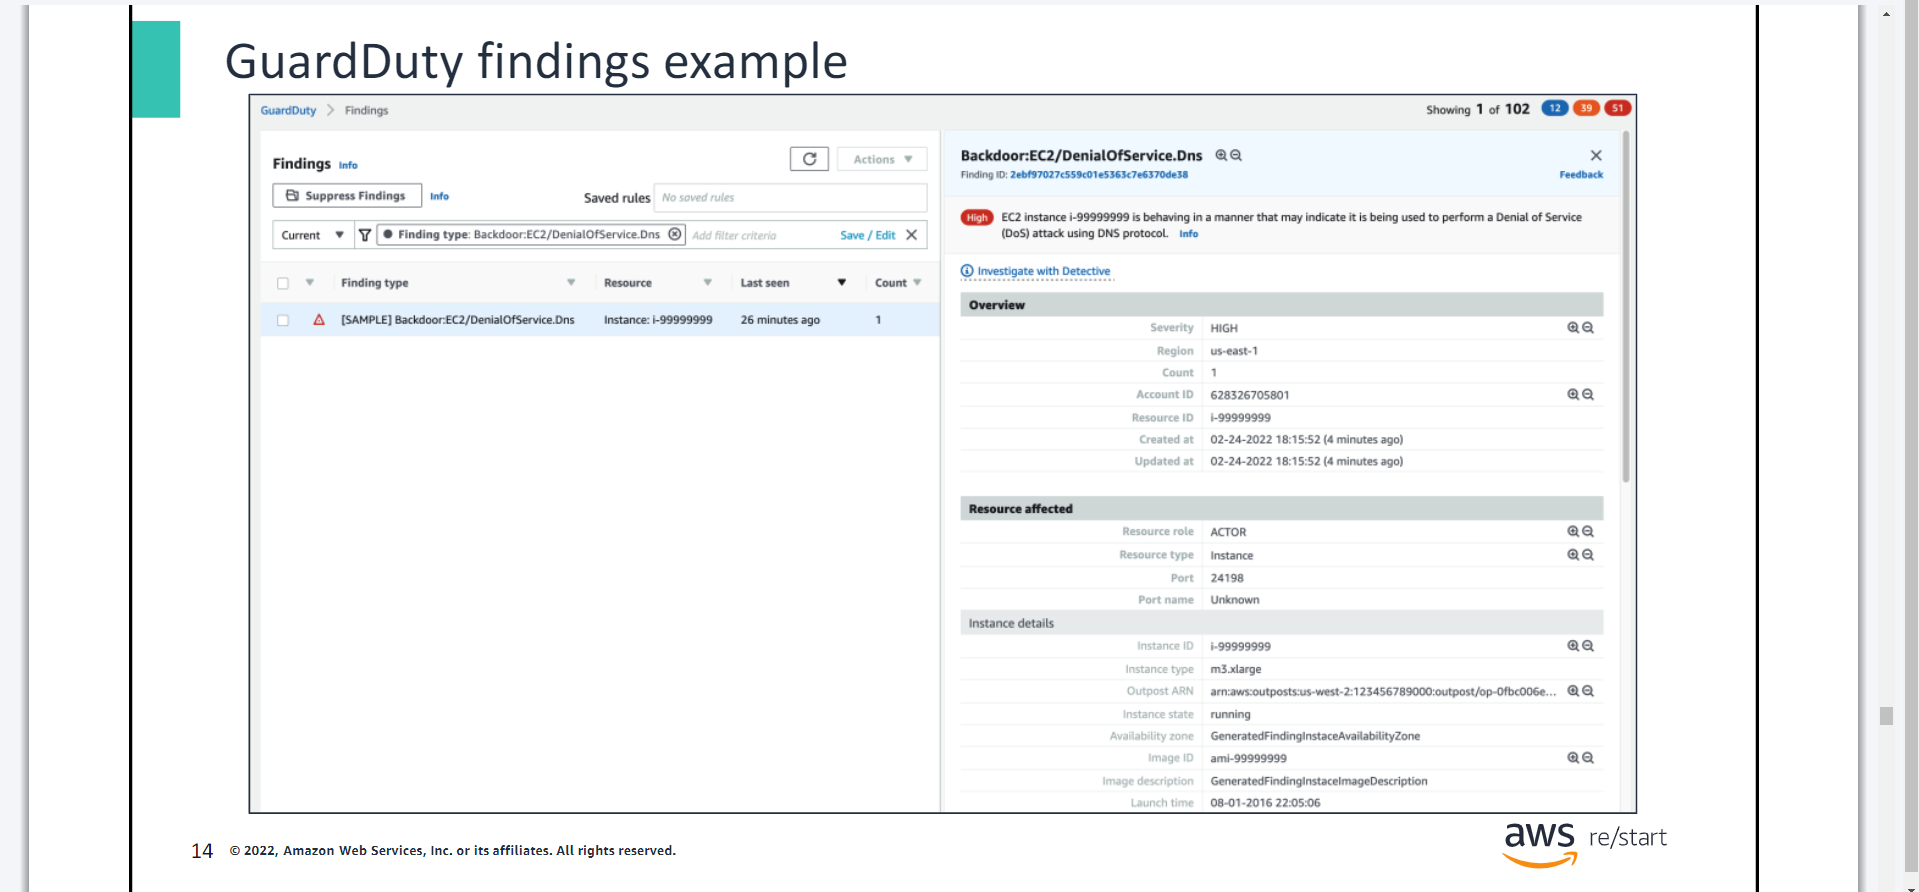 GuardDuty findings example
GuardDuty > Findings
Showing 1 of 102 12 39 51
Findings Info
Actions
Suppress Findings Info
Saved rules No saved rules
Current Finding type: Backdoor:EC2/DenialOfService.Dns Add filter criteria Save / Edit
Finding type Resource Last seen Count
[SAMPLE] Backdoor:EC2/DenialOfService.Dns Instance: i-99999999 26 minutes ago 1
Backdoor:EC2/DenialOfService.Dns
Finding ID: 2ebf97027c559c01e5363c7e6370de38 Feedback
High EC2 instance i-99999999 is behaving in a manner that may indicate it is being used to perform a Denial of Service
(DoS) attack using DNS protocol. Info
Investigate with Detective
Overview
Severity HIGH
Region us-east-1
Count 1
Account ID 628326705801
Resource ID i-99999999
Created at 02-24-2022 18:15:52 (4 minutes ago)
Updated at 02-24-2022 18:15:52 (4 minutes ago)
Resource affected
Resource role ACTOR
Resource type Instance
Port 24198
Port name Unknown
Instance details
Instance ID i-99999999
Instance type m3.xlarge
Outpost ARN arn:aws:outposts:us-west-2:123456789000:outpost/op-0fbc006e...
Instance state running
Availability zone GeneratedFindingInstaceAvailabilityZone
Image ID ami-99999999
Image description GeneratedFindingInstaceImageDescription
Launch time 08-01-2016 22:05:06
14 © 2022, Amazon Web Services, Inc. or its affiliates. All rights reserved.
aws re/start